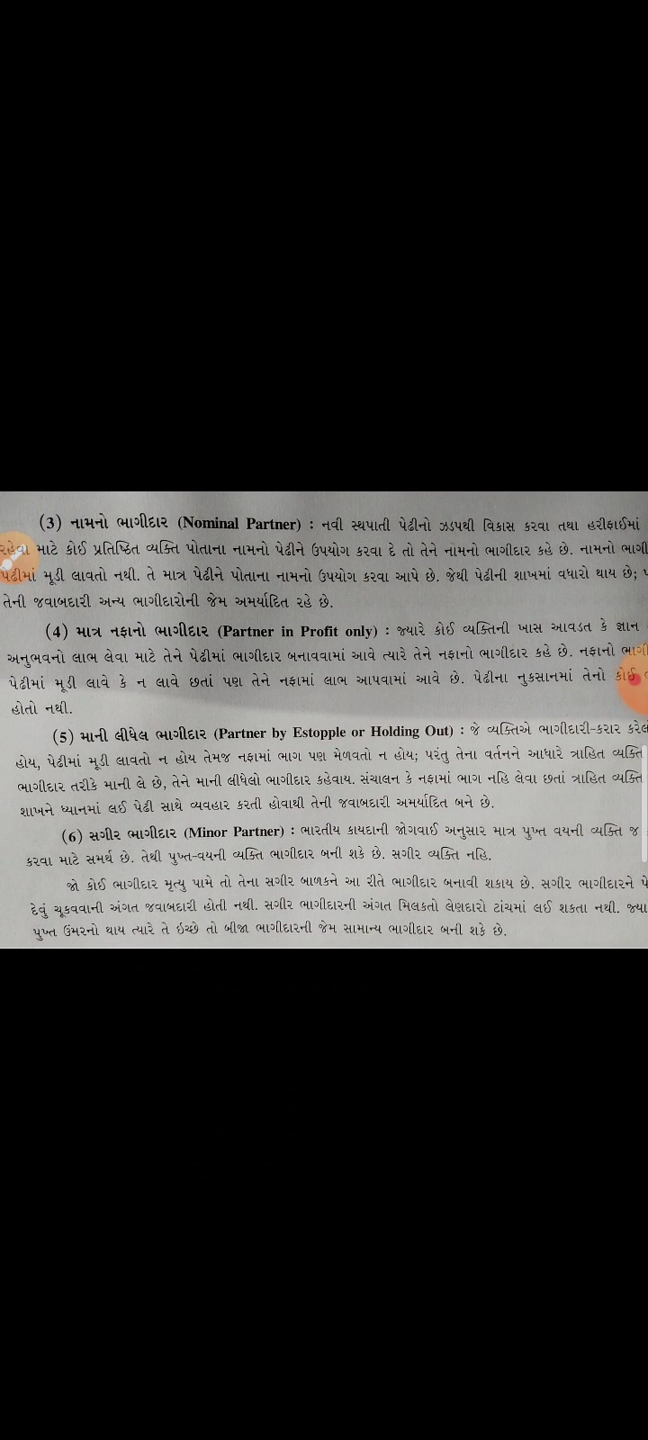 (3) નામનો ભાગીદાર (Nominal Partner) : નવી સ્થપાતી પેઢીનો ઝડપથી વિકાસ કરવા તથા હરીફાઈમાં
રહેવા માટે કોઈ પ્રતિષ્ઠિત વ્યક્તિ પોતાના નામનો પેઢીને ઉપયોગ કરવા દે તો તેને નામનો ભાગીદાર કહે છે. નામનો ભાગી
પેઢીમાં મૂડી લાવતો નથી. તે માત્ર પેઢીને પોતાના નામનો ઉપયોગ કરવા આપે છે. જેથી પેઢીની શાખમાં વધારો થાય છે;
તેની જવાબદારી અન્ય ભાગીદારોની જેમ અમર્યાદિત રહે છે.
(4) માત્ર નફાનો ભાગીદાર (Partner in Profit only) : જ્યારે કોઈ વ્યક્તિની ખાસ આવડત કે જ્ઞાન
અનુભવનો લાભ લેવા માટે તેને પેઢીમાં ભાગીદાર બનાવવામાં આવે ત્યારે તેને નફાનો ભાગીદાર કહે છે. નફાનો ભાગી
પેઢીમાં મૂડી લાવે કે ન લાવે છતાં પણ તેને નફામાં લાભ આપવામાં આવે છે. પેઢીના નુકસાનમાં તેનો કોઈ
હોતો નથી.
(5) માની લીધેલ ભાગીદાર (Partner by Estopple or Holding Out) : જે વ્યક્તિએ ભાગીદારી-કરાર કરેલ
હોય, પેઢીમાં મૂડી લાવતો ન હોય તેમજ નફામાં ભાગ પણ મેળવતો ન હોય; પરંતુ તેના વર્તનને આધારે ત્રાહિત વ્યક્તિ
ભાગીદાર તરીકે માની લે છે, તેને માની લીધેલો ભાગીદાર કહેવાય. સંચાલન કે નફામાં ભાગ નહિ લેવા છતાં ત્રાહિત વ્યક્તિ
શાખને ધ્યાનમાં લઈ પેઢી સાથે વ્યવહાર કરતી હોવાથી તેની જવાબદારી અમર્યાદિત બને છે.
(6) સગીર ભાગીદાર (Minor Partner) : ભારતીય કાયદાની જોગવાઈ અનુસાર માત્ર પુખ્ત વયની વ્યક્તિ જ
કરવા માટે સમર્થ છે. તેથી પુખ્ત-વયની વ્યક્તિ ભાગીદાર બની શકે છે. સગીર વ્યક્તિ નહિ.
જો કોઈ ભાગીદાર મૃત્યુ પામે તો તેના સગીર બાળકને આ રીતે ભાગીદાર બનાવી શકાય છે. સગીર ભાગીદારને પે
દેવું ચૂકવવાની અંગત જવાબદારી હોતી નથી. સગીર ભાગીદારની અંગત મિલકતો લેણદારો ટાંચમાં લઈ શકતા નથી. જ્યા
પુખ્ત ઉંમરનો થાય ત્યારે તે ઇચ્છે તો બીજા ભાગીદારની જેમ સામાન્ય ભાગીદાર બની શકે છે.